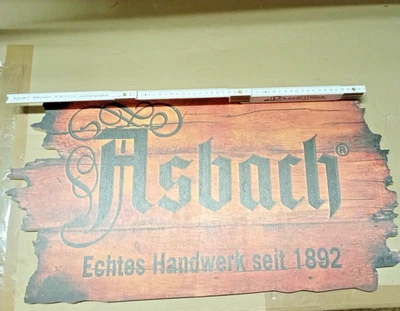 Asbach®
Echtes Handwerk seit 1892